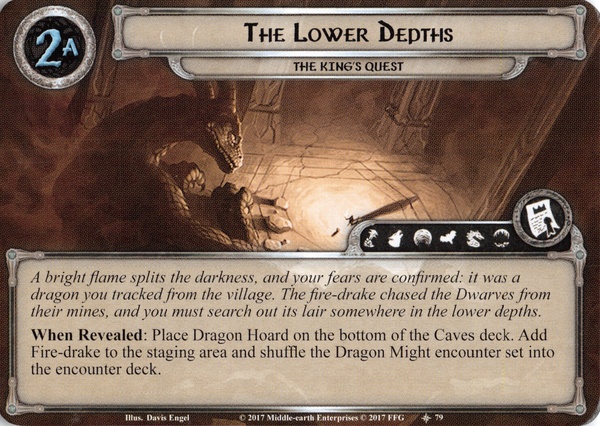 2A
THE LOWER DEPTHS
THE KING'S QUEST
A bright flame splits the darkness, and your fears are confirmed: it was a
dragon you tracked from the village. The fire-drake chased the Dwarves from
their mines, and you must search out its lair somewhere in the lower depths.
When Revealed: Place Dragon Hoard on the bottom of the Caves deck. Add
Fire-drake to the staging area and shuffle the Dragon Might encounter set into
the encounter deck.
Illus. Davis Engel © 2017 Middle-earth Enterprises © 2017 FFG 79